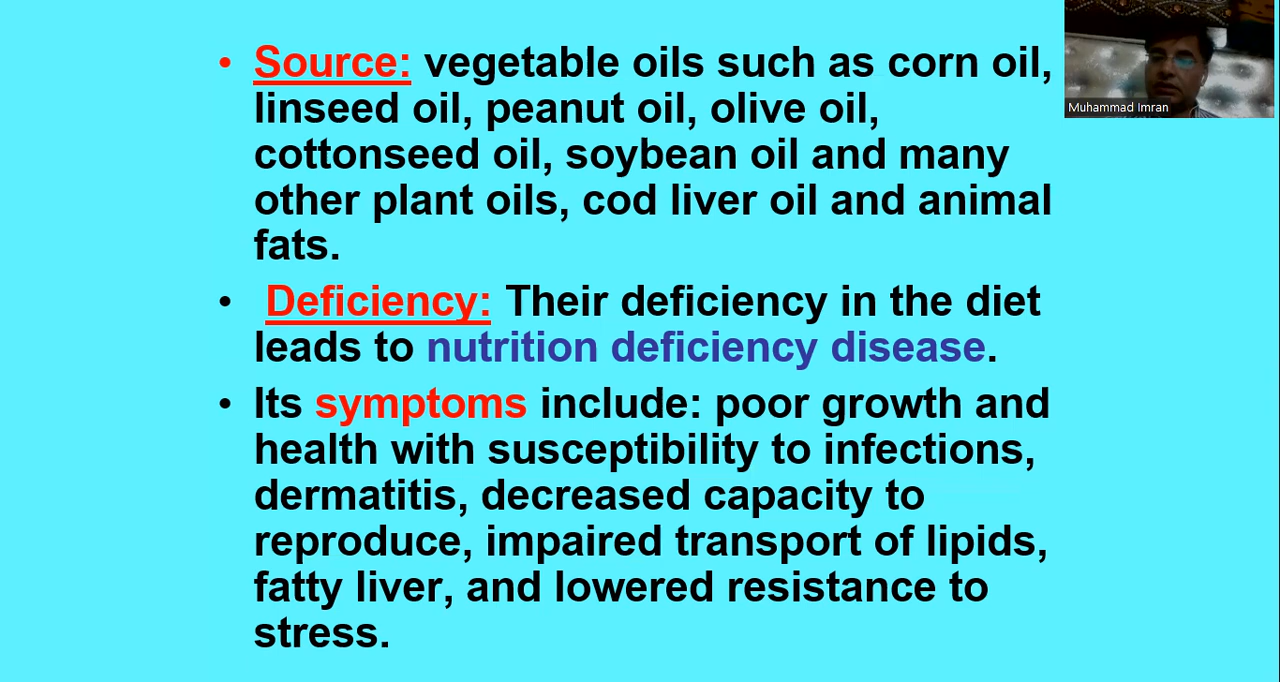 • Source: vegetable oils such as corn oil,
linseed oil, peanut oil, olive oil,
cottonseed oil, soybean oil and many
other plant oils, cod liver oil and animal
fats.
• Deficiency: Their deficiency in the diet
leads to nutrition deficiency disease.
• Its symptoms include: poor growth and
health with susceptibility to infections,
dermatitis, decreased capacity to
reproduce, impaired transport of lipids,
fatty liver, and lowered resistance to
stress.
Muhammad Imran